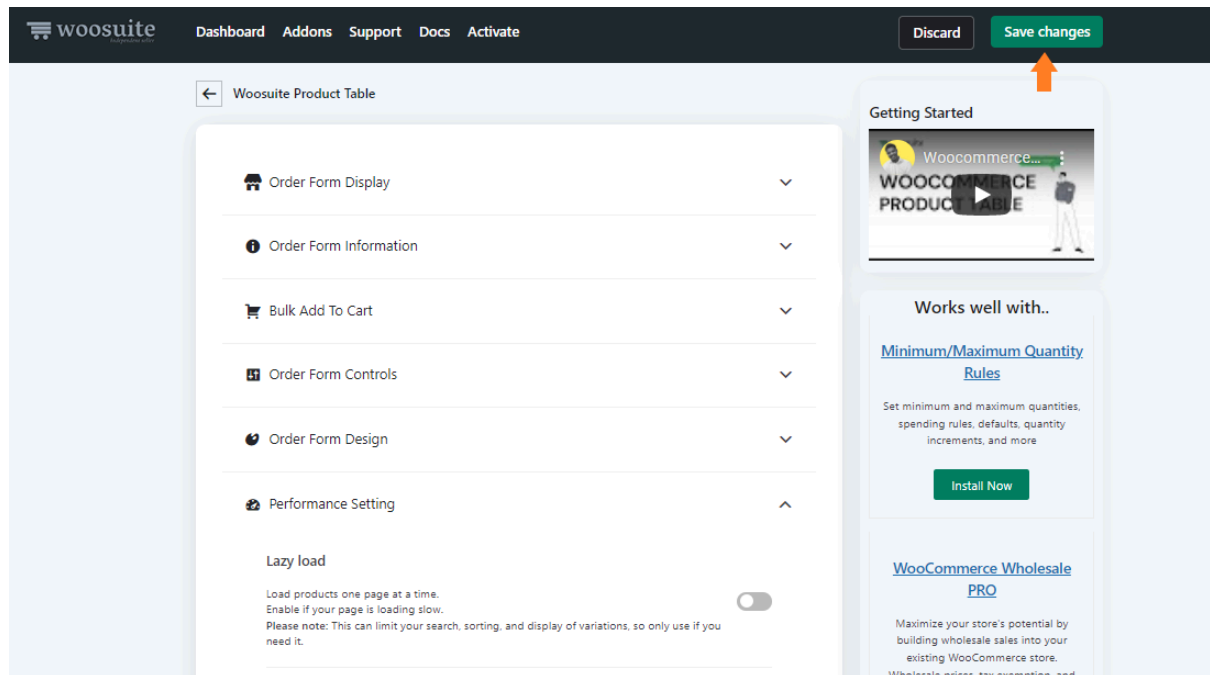 woosuite
Dashboard Addons Support Docs Activate
Discard
Save changes
Woosuite Product Table
Order Form Display
Order Form Information
Bulk Add To Cart
Order Form Controls
Order Form Design
Performance Setting
Lazy load
Load products one page at a time.
Enable if your page is loading slow.
Please note: This can limit your search, sorting, and display of variations, so only use if you
need it.
Getting Started
Woocommerce...
WOOCOMMERCE
PRODUCT TABLE
Works well with..
Minimum/Maximum Quantity
Rules
Set minimum and maximum quantities,
spending rules, defaults, quantity
increments, and more
Install Now
WooCommerce Wholesale
PRO
Maximize your store's potential by
building wholesale sales into your
existing WooCommerce store.
Wholesale prices, tax exemption, and